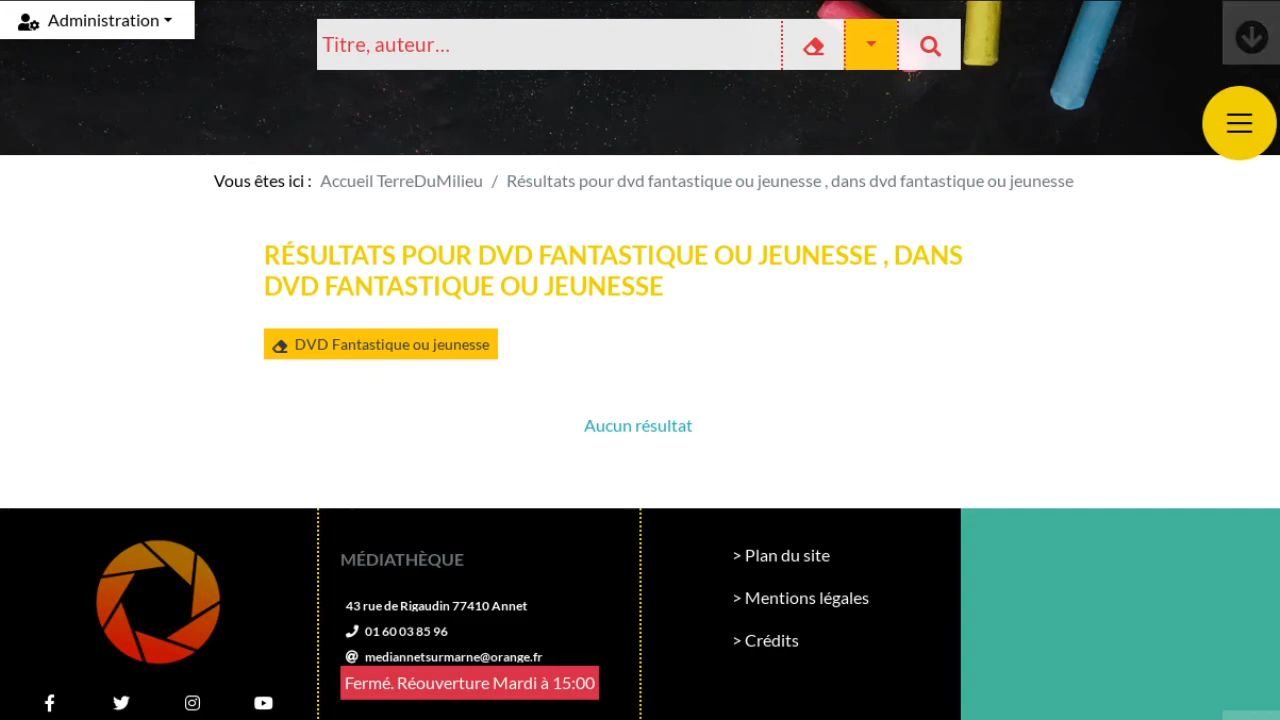 Administration
Titre, auteur...
Vous êtes ici : Accueil TerreDuMilieu / Résultats pour dvd fantastique ou jeunesse , dans dvd fantastique ou jeunesse
RÉSULTATS POUR DVD FANTASTIQUE OU JEUNESSE , DANS
DVD FANTASTIQUE OU JEUNESSE
DVD Fantastique ou jeunesse
Aucun résultat
MÉDIATHÈQUE
43 rue de Rigaudin 77410 Annet
01 60 03 85 96
mediannetsurmarne@orange.fr
Fermé. Réouverture Mardi à 15:00
> Plan du site
> Mentions légales
> Crédits